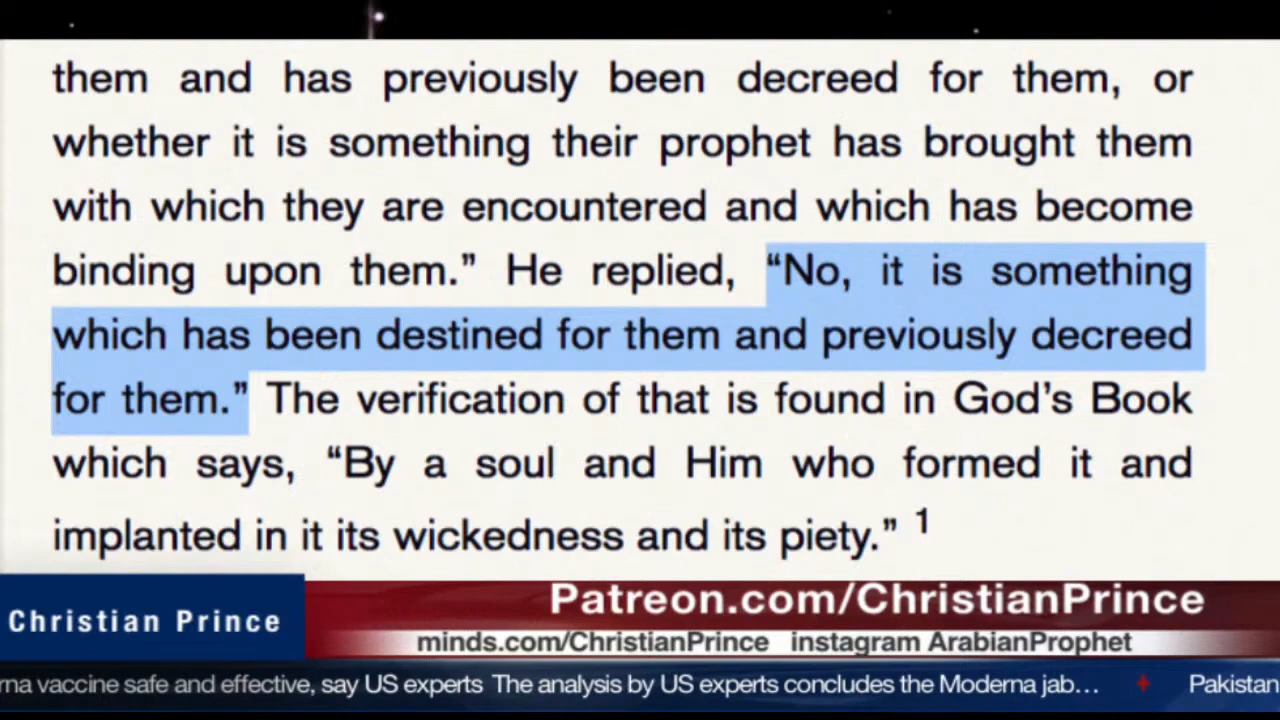 them and has previously been decreed for them, or
whether it is something their prophet has brought them
with which they are encountered and which has become
binding upon them.” He replied, “No, it is something
which has been destined for them and previously decreed
for them.” The verification of that is found in God’s Book
which says, “By a soul and Him who formed it and
implanted in it its wickedness and its piety.” 1
Patreon.com/ChristianPrince
Christian Prince
minds.com/ChristianPrince instagram ArabianProphet
rna vaccine safe and effective, say US experts The analysis by US experts concludes the Moderna jab… Pakistan